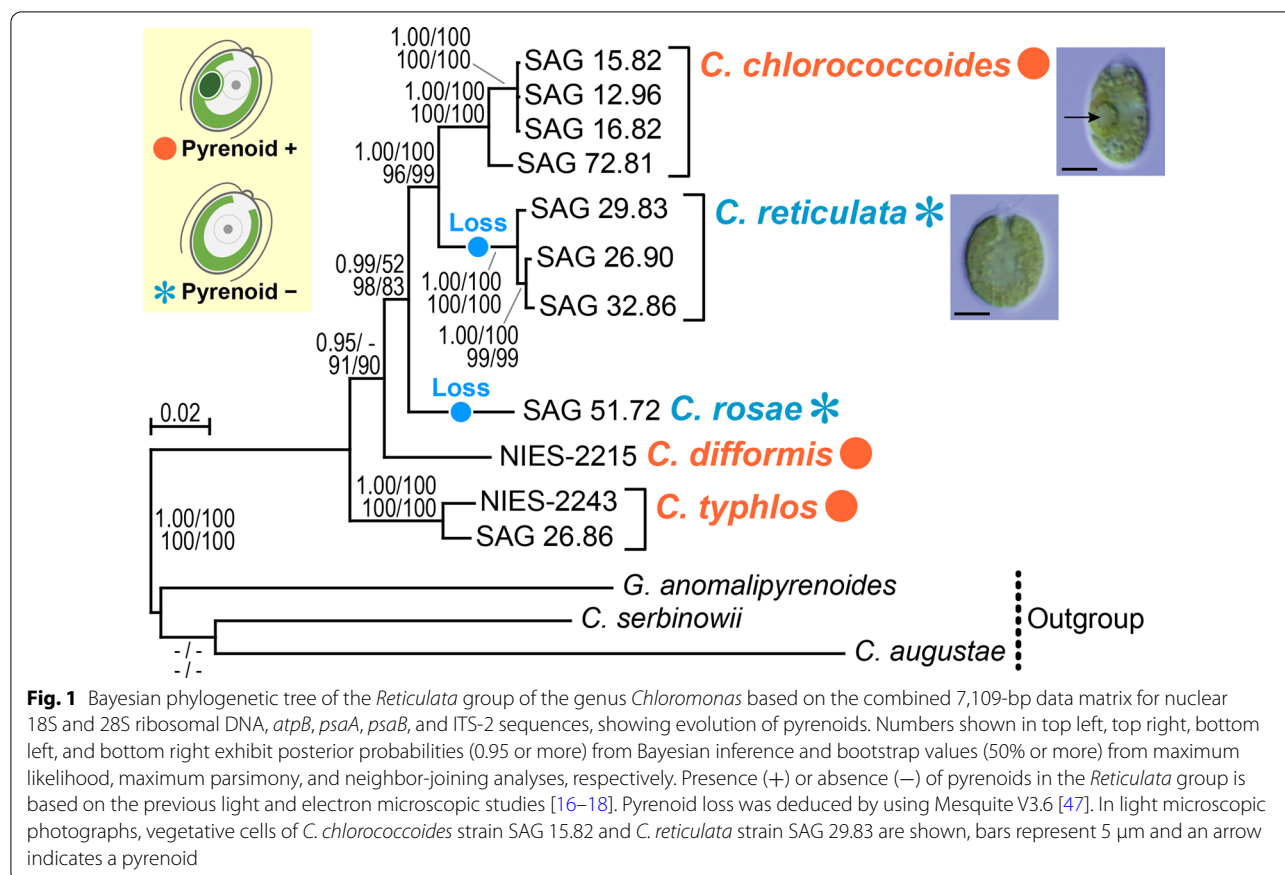 Pyrenoid +
Pyrenoid −
1.00/100
100/100
SAG 15.82
SAG 12.96
SAG 16.82
SAG 72.81
C. chlorococcoides
1.00/100
100/100
1.00/100
96/99
Loss
SAG 29.83
SAG 26.90
SAG 32.86
C. reticulata
1.00/100
100/100
1.00/100
99/99
0.99/52
98/83
0.95/ -
91/90
Loss
SAG 51.72 C. rosae
0.02
NIES-2215 C. difformis
1.00/100
100/100
NIES-2243
SAG 26.86
C. typhlos
1.00/100
100/100
G. anomalipyrenoides
C. serbinowii
C. augustae
Outgroup
- / -
- / -
Fig. 1 Bayesian phylogenetic tree of the Reticulata group of the genus Chloromonas based on the combined 7,109-bp data matrix for nuclear
18S and 28S ribosomal DNA, atpB, psaA, psaB, and ITS-2 sequences, showing evolution of pyrenoids. Numbers shown in top left, top right, bottom
left, and bottom right exhibit posterior probabilities (0.95 or more) from Bayesian inference and bootstrap values (50% or more) from maximum
likelihood, maximum parsimony, and neighbor-joining analyses, respectively. Presence (+) or absence (−) of pyrenoids in the Reticulata group is
based on the previous light and electron microscopic studies [16–18]. Pyrenoid loss was deduced by using Mesquite V3.6 [47]. In light microscopic
photographs, vegetative cells of C. chlorococcoides strain SAG 15.82 and C. reticulata strain SAG 29.83 are shown, bars represent 5 μm and an arrow
indicates a pyrenoid